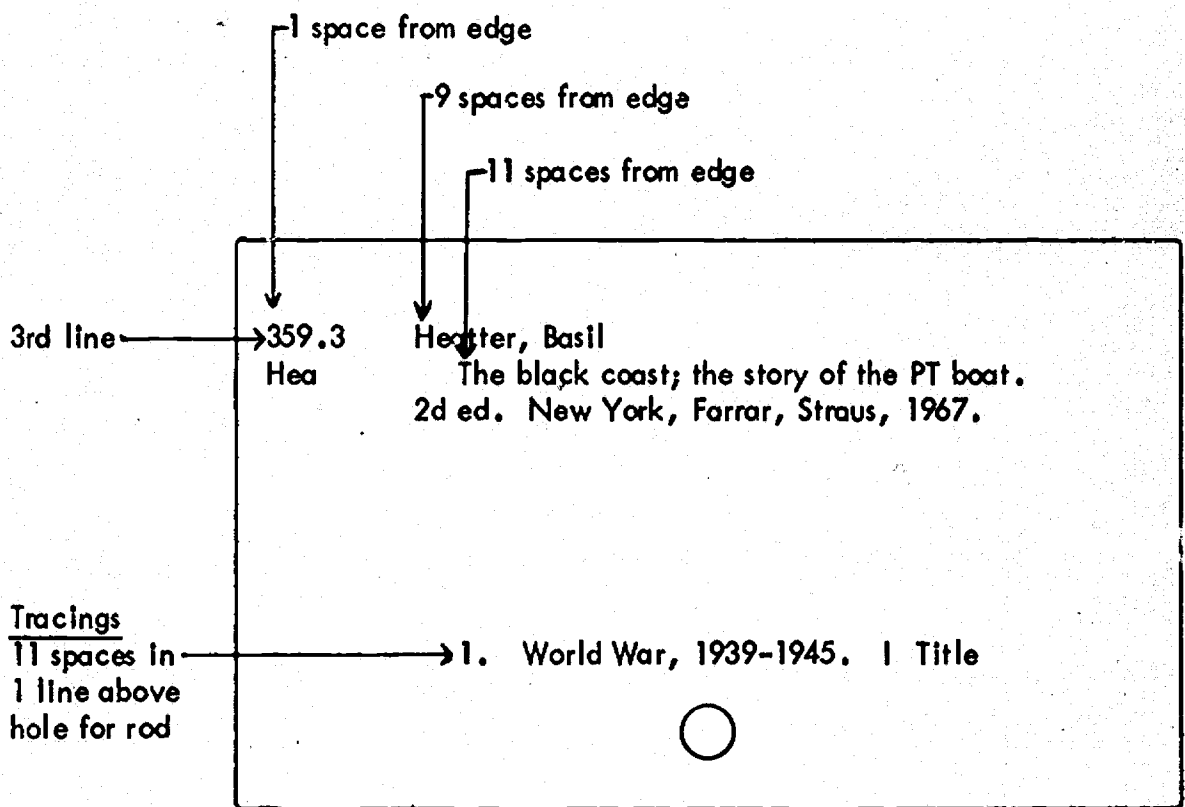 1 space from edge
9 spaces from edge
11 spaces from edge
3rd line 359.3 Heatter, Basil
Hea The black coast; the story of the PT boat.
2d ed. New York, Farrar, Straus, 1967.
Tracings
11 spaces in 1. World War, 1939-1945. I Title
1 line above
hole for rod